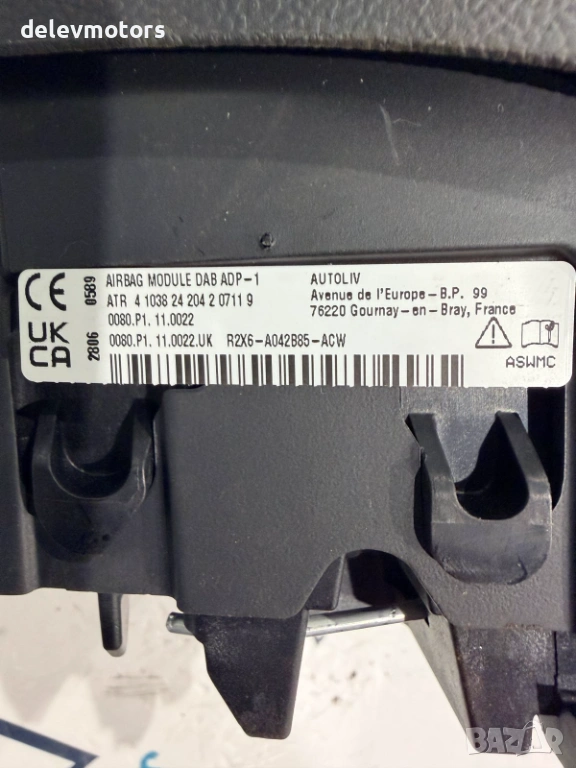 delevmotors
CE 0589
UKCA 2806
AIRBAG MODULE DAB ADP-1
ATR 4 1038 24 204 2 0711 9
0080.P1. 11.0022
0080.P1. 11.0022.UK R2X6-A042B85-ACW
AUTOLIV
Avenue de l'Europe-B.P. 99
76220 Gournay-en-Bray, France
ASWMC
BAZAR